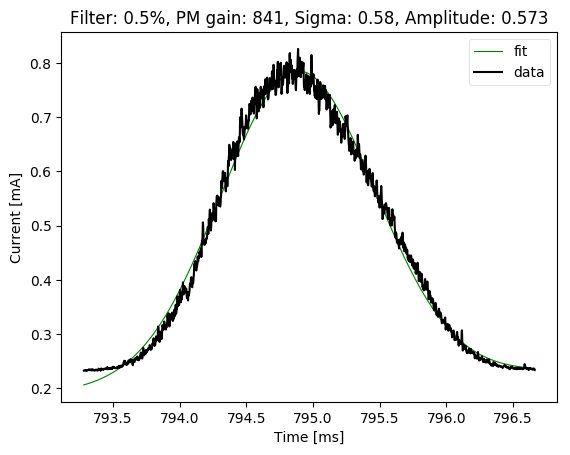 Filter: 0.5%, PM gain: 841, Sigma: 0.58, Amplitude: 0.573
fit
data
0.8
0.7
0.6
0.5
0.4
0.3
0.2
Current [mA]
793.5 794.0 794.5 795.0 795.5 796.0 796.5
Time [ms]